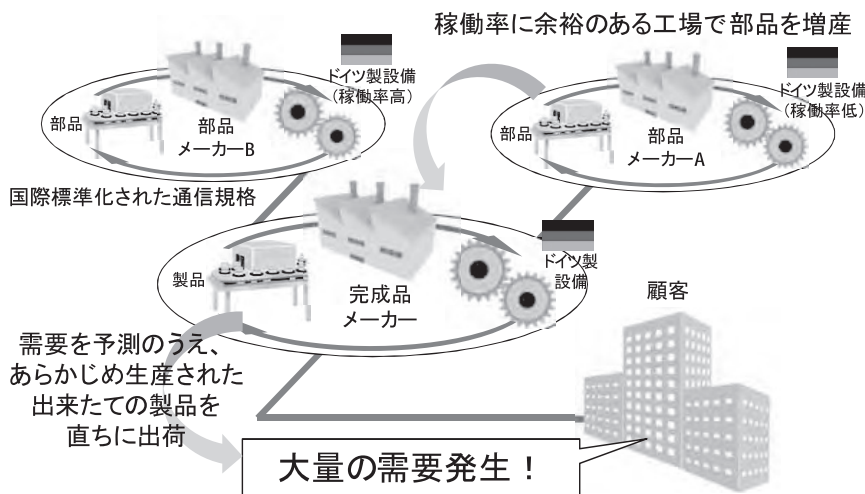 稼働率に余裕のある工場で部品を増産
ドイツ製設備
（稼働率高）
部品
部品
メーカーB
ドイツ製設備
（稼働率低）
部品
部品
メーカーA
国際標準化された通信規格
製品
完成品
メーカー
ドイツ製
設備
顧客
需要を予測のうえ、
あらかじめ生産された
出来たての製品を
直ちに出荷
大量の需要発生！